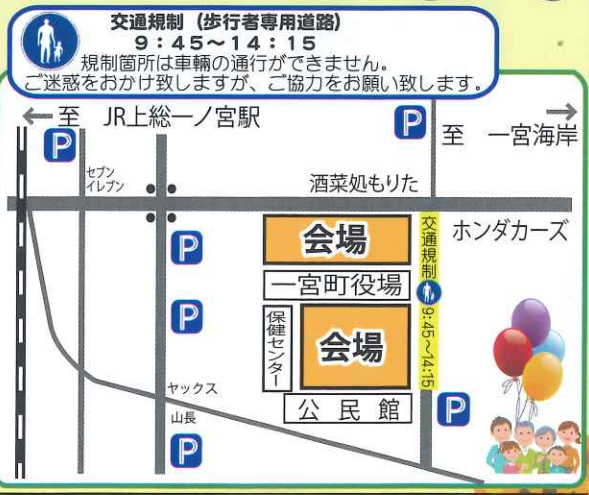 交通規制（歩行者専用道路）
9：45～14：15
規制箇所は車輛の通行ができません。
ご迷惑をおかけ致しますが、ご協力をお願い致します。
← 至 JR上総一ノ宮駅
P
→
至 一宮海岸
P
セブン
イレブン
酒菜処もりた
会場
交通規制
9:45～14:15
ホンダカーズ
P
一宮町役場
P
保健センター
会場
ヤックス
公民館
P
山長
P